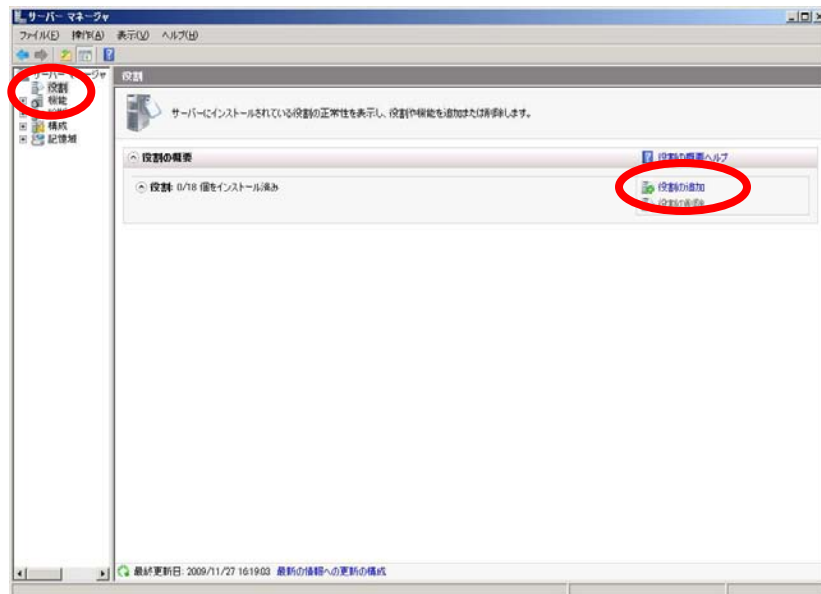 サーバー マネージャ
ファイル(F) 操作(A) 表示(V) ヘルプ(H)
サーバー マネージャ
役割
機能
構成
記憶域
役割
サーバーにインストールされている役割の正常性を表示し、役割や機能を追加または削除します。
役割の概要
役割の概要ヘルプ
役割: 0/18 個をインストール済み
役割の追加
役割の削除
最終更新日: 2009/11/27 16:19:03 最新の情報への更新の構成